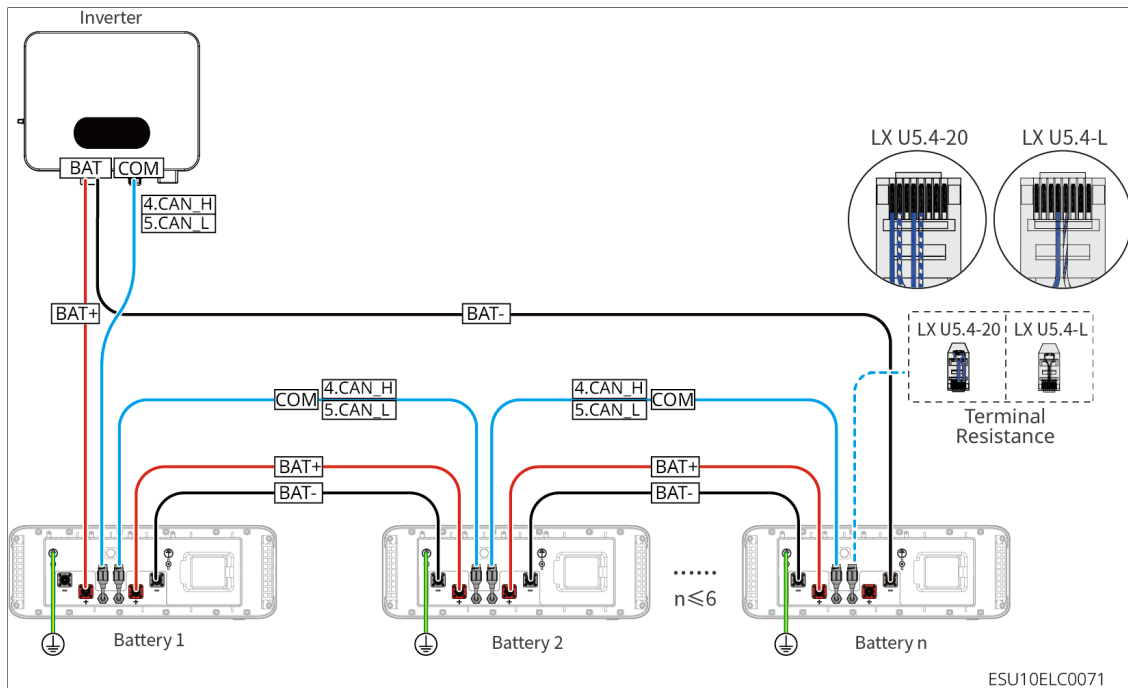 Inverter
BAT
COM
4.CAN_H
5.CAN_L
LX U5.4-20
LX U5.4-L
BAT+
BAT-
LX U5.4-20
LX U5.4-L
Terminal
Resistance
COM
4.CAN_H
5.CAN_L
4.CAN_H
5.CAN_L
COM
BAT+
BAT-
BAT+
BAT-
+
+
+
+
+
+
−
−
−
−
−
−
......
n≤6
Battery 1
Battery 2
Battery n
ESU10ELC0071